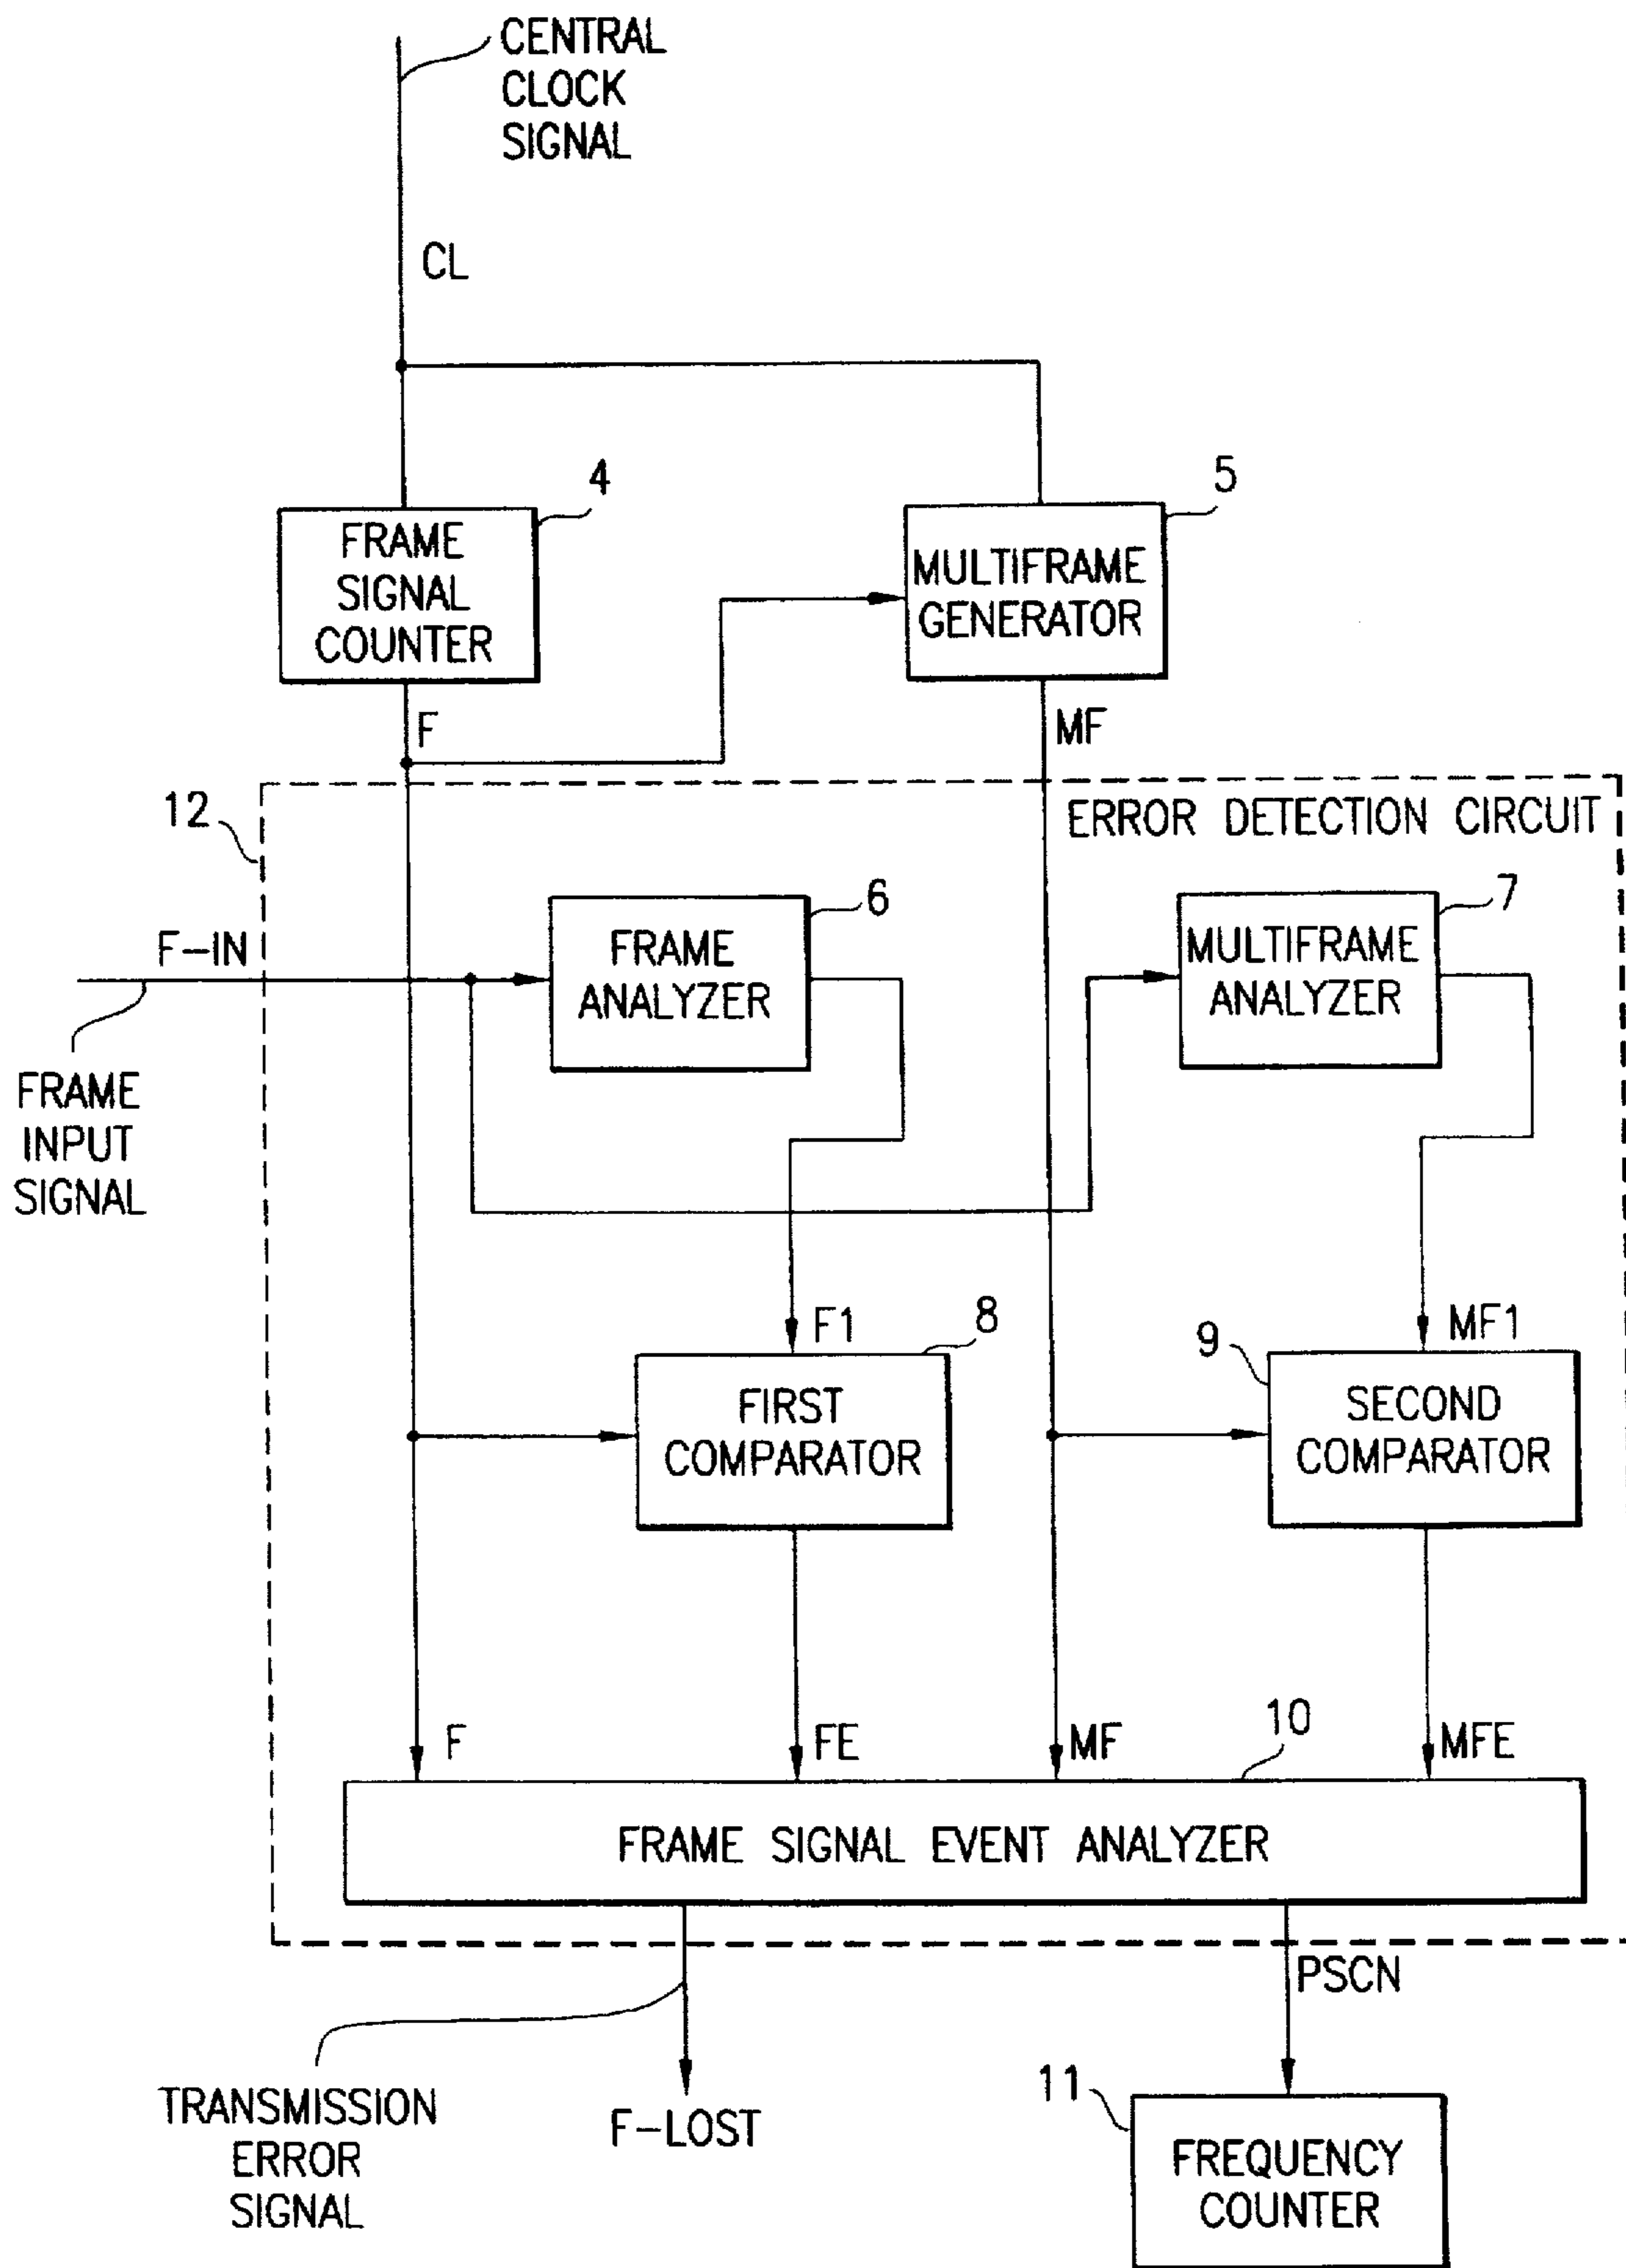 CENTRAL
CLOCK
SIGNAL
CL
4
5
FRAME
SIGNAL
COUNTER
MULTIFRAME
GENERATOR
F
MF
12
ERROR DETECTION CIRCUIT
6
7
F-IN
FRAME
ANALYZER
MULTIFRAME
ANALYZER
FRAME
INPUT
SIGNAL
F1
8
9
MF1
FIRST
COMPARATOR
SECOND
COMPARATOR
F
FE
MF
10
MFE
FRAME SIGNAL EVENT ANALYZER
PSCN
TRANSMISSION
ERROR
SIGNAL
F-LOST
11
FREQUENCY
COUNTER